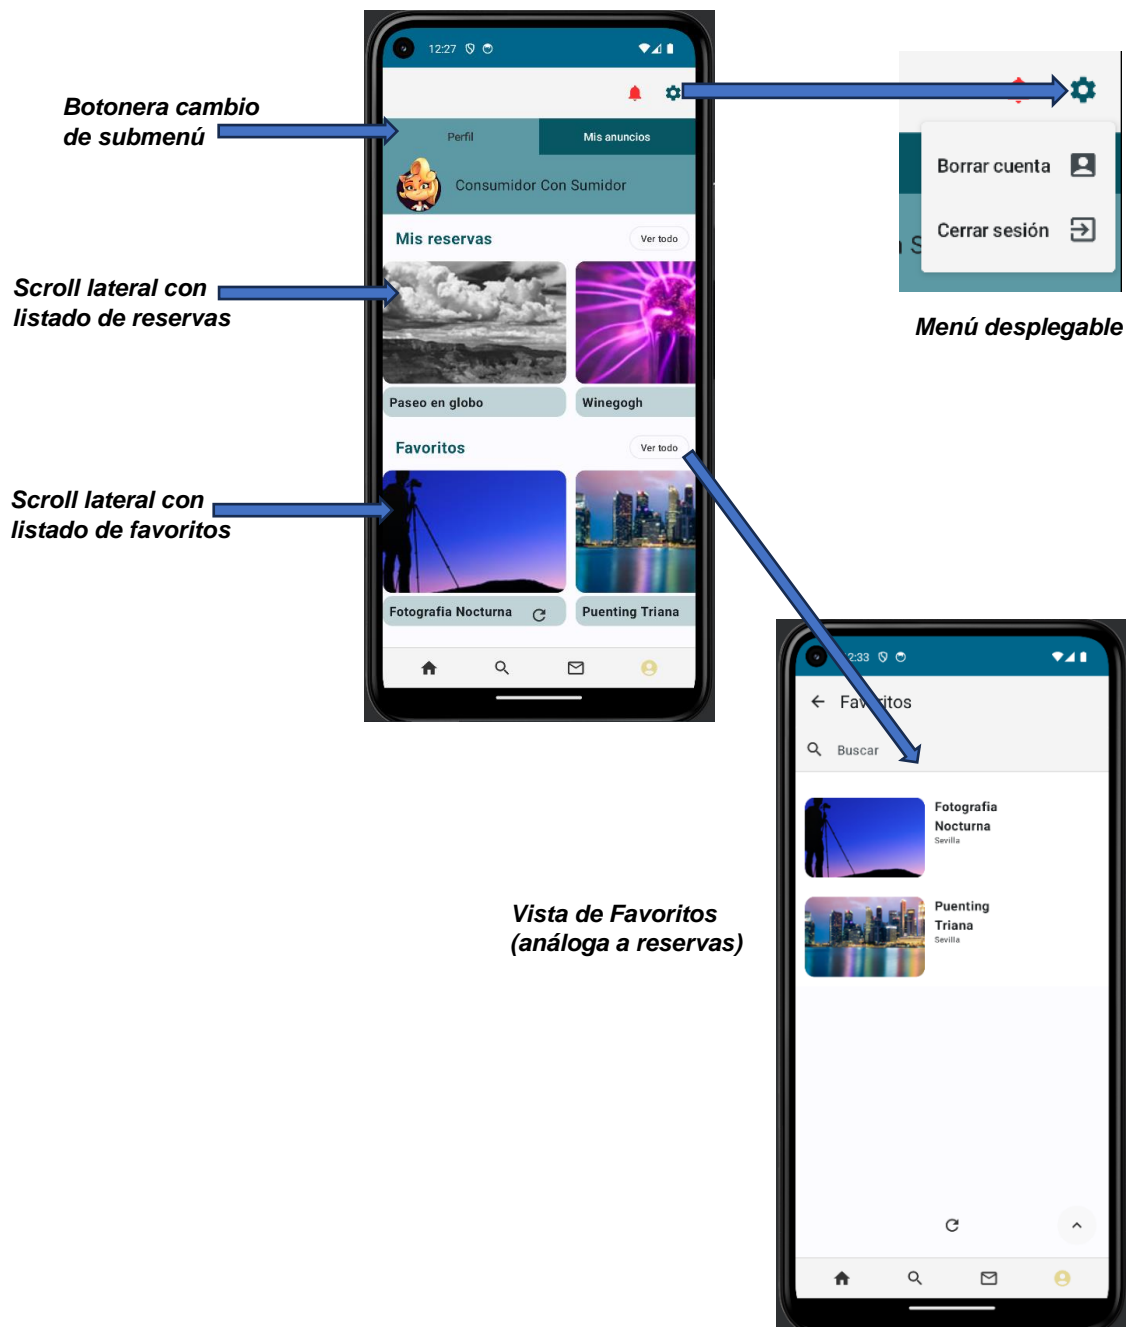 12:27
Botonera cambio
de submenú
Perfil
Mis anuncios
Consumidor Con Sumidor
Borrar cuenta
Cerrar sesión
Menú desplegable
Mis reservas
Ver todo
Scroll lateral con
listado de reservas
Paseo en globo
Winegogh
Favoritos
Ver todo
Scroll lateral con
listado de favoritos
Fotografia Nocturna
Puenting Triana
Favoritos
Buscar
Fotografia
Nocturna
Sevilla
Puenting
Triana
Sevilla
Vista de Favoritos
(análoga a reservas)